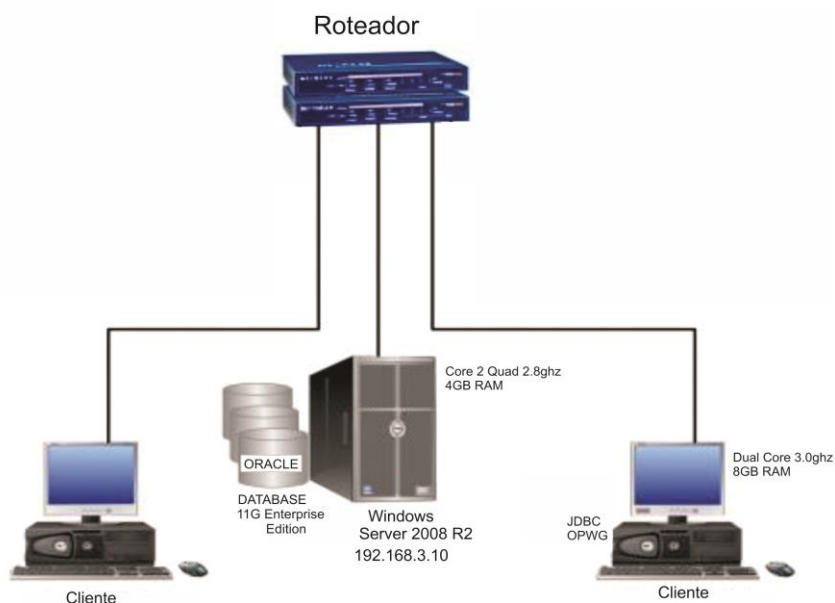 Roteador
Core 2 Quad 2.8ghz
4GB RAM
ORACLE
DATABASE
11G Enterprise
Edition
Windows
Server 2008 R2
192.168.3.10
Dual Core 3.0ghz
8GB RAM
JDBC
OPWG
Cliente
Cliente